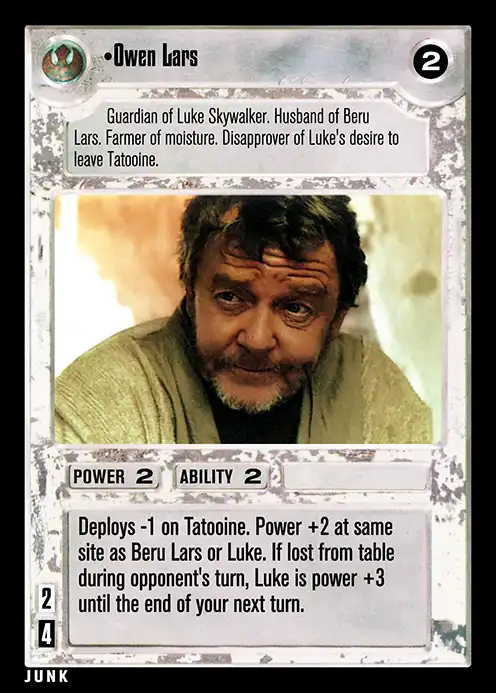 •Owen Lars
2
Guardian of Luke Skywalker. Husband of Beru
Lars. Farmer of moisture. Disapprover of Luke's desire to
leave Tatooine.
POWER 2 ABILITY 2
Deploys -1 on Tatooine. Power +2 at same
site as Beru Lars or Luke. If lost from table
during opponent's turn, Luke is power +3
until the end of your next turn.
2
4
JUNK